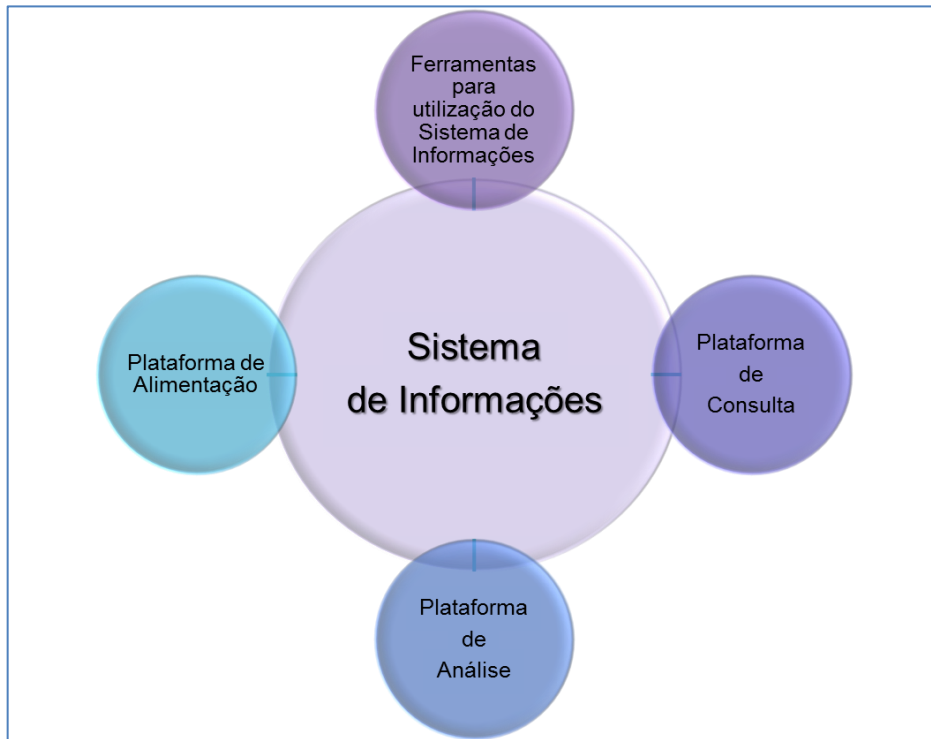 Ferramentas
para
utilização do
Sistema de
Informações
Plataforma de
Alimentação
Sistema
de Informações
Plataforma
de
Consulta
Plataforma
de
Análise